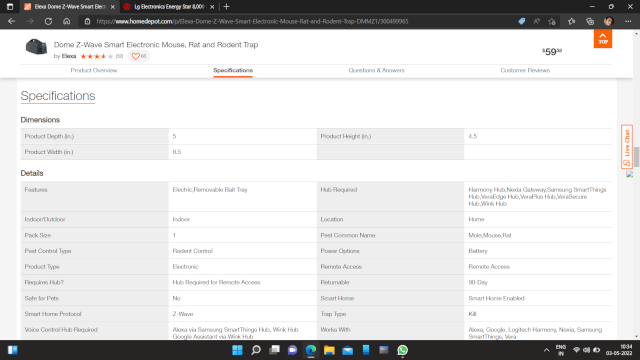 Elexa Dome Z-Wave Smart Elec
Lg Electronics Energy Star 8,000
https://www.homedepot.com/p/Elexa-Dome-Z-Wave-Smart-Electronic-Mouse-Rat-and-Rodent-Trap-DMMZ1/300499965
Dome Z-Wave Smart Electronic Mouse, Rat and Rodent Trap
by Elexa
$59
TOP
Product Overview
Specifications
Questions & Answers
Customer Reviews
Specifications
Dimensions
Product Depth (in.) 5 Product Height (in.) 4.5
Product Width (in.) 8.5
Details
Features Electric,Removable Bait Tray Hub Required Harmony Hub,Nexia Gateway,Samsung SmartThings
Hub,VeraEdge Hub,VeraPlus Hub,VeraSecure
Hub,Wink Hub
Indoor/Outdoor Indoor Location Home
Pack Size 1 Pest Common Name Mole,Mouse,Rat
Pest Control Type Rodent Control Power Options Battery
Product Type Electronic Remote Access Remote Access
Requires Hub? Hub Required for Remote Access Returnable 90-Day
Safe for Pets No Smart Home Smart Home Enabled
Smart Home Protocol Z-Wave Trap Type Kill
Voice Control Hub Required Alexa via Samsung SmartThings Hub, Wink Hub Works With Alexa, Google, Logitech Harmony, Nexia, Samsung
Google Assistant via Wink Hub SmartThings, Vera
Live Chat
ENG
IN
10:34
03-05-2022